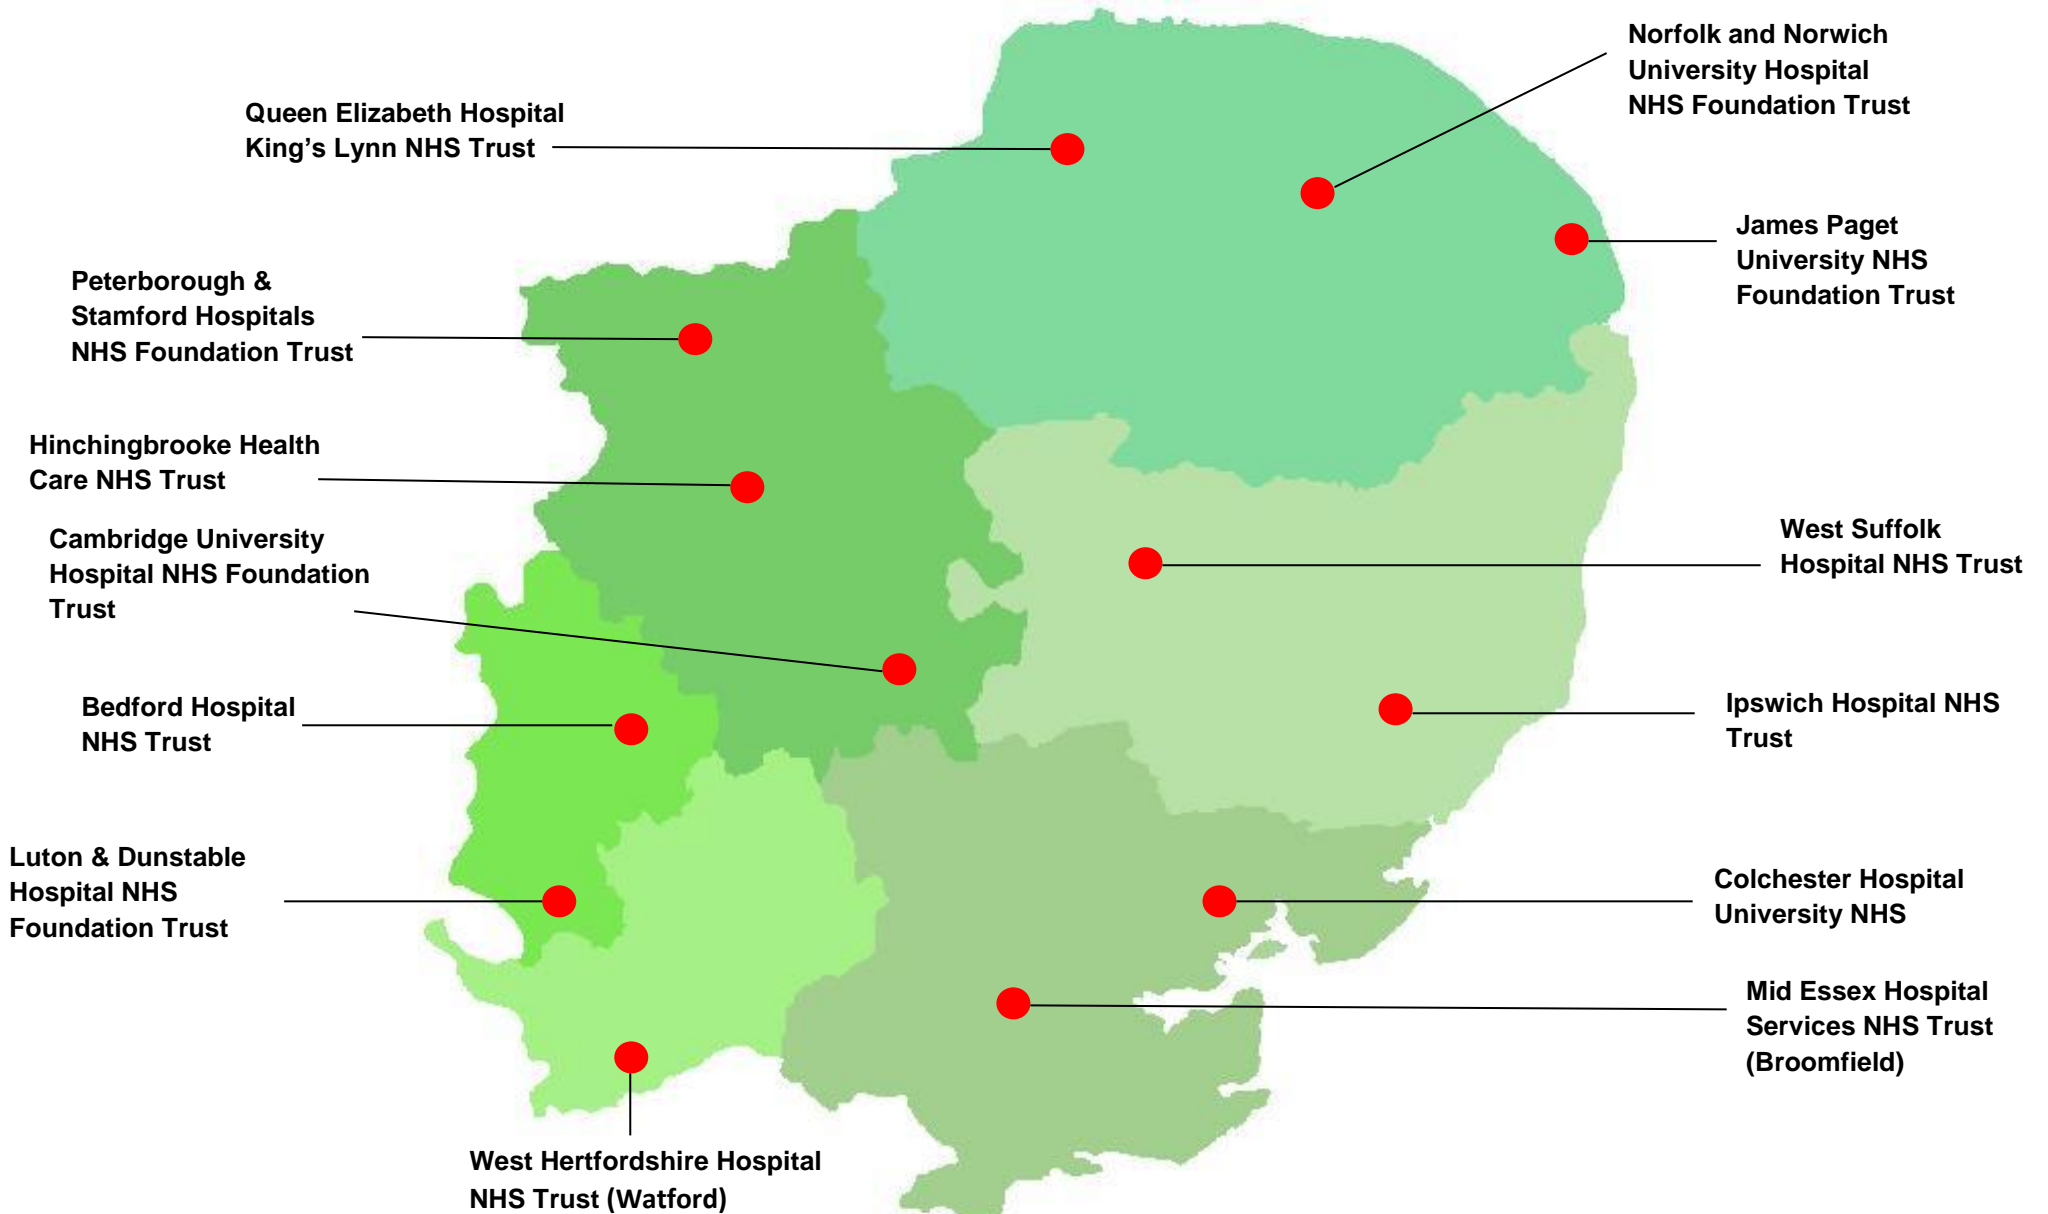 Norfolk and Norwich
University Hospital
NHS Foundation Trust
Queen Elizabeth Hospital
King’s Lynn NHS Trust
James Paget
University NHS
Foundation Trust
Peterborough &
Stamford Hospitals
NHS Foundation Trust
Hinchingbrooke Health
Care NHS Trust
Cambridge University
Hospital NHS Foundation
Trust
West Suffolk
Hospital NHS Trust
Bedford Hospital
NHS Trust
Ipswich Hospital NHS
Trust
Luton & Dunstable
Hospital NHS
Foundation Trust
Colchester Hospital
University NHS
Mid Essex Hospital
Services NHS Trust
(Broomfield)
West Hertfordshire Hospital
NHS Trust (Watford)